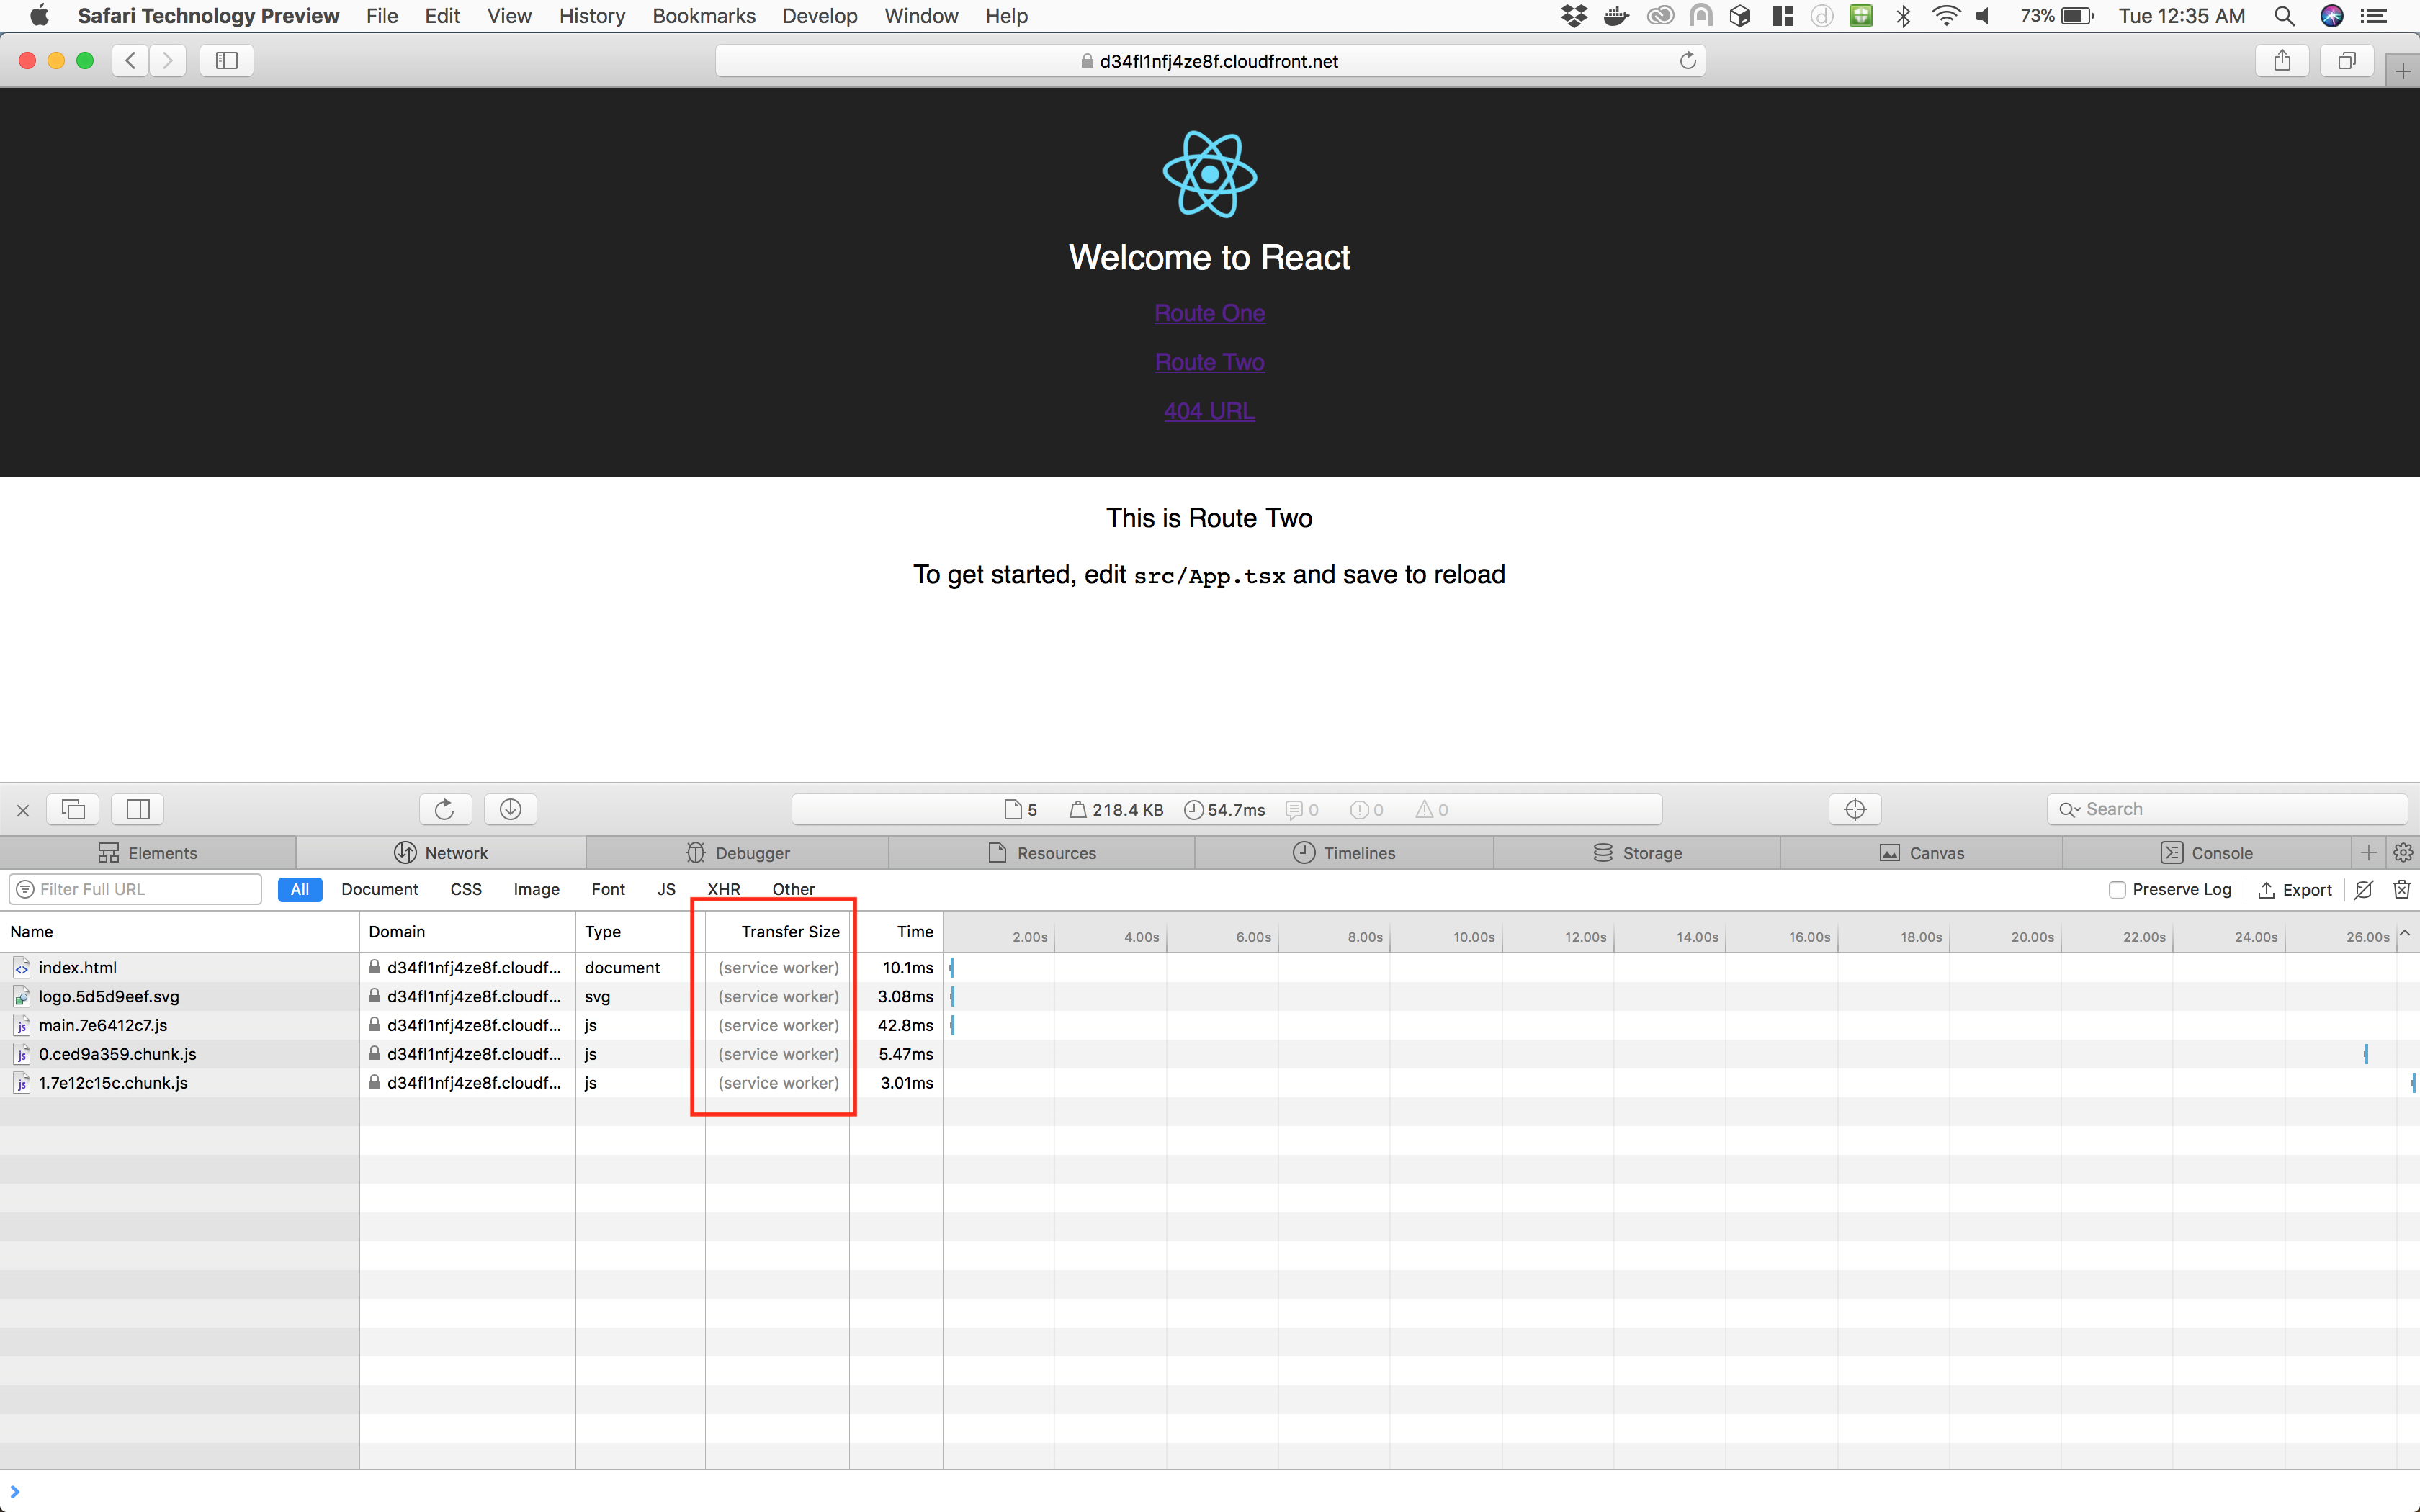 Safari Technology Preview File Edit View History Bookmarks Develop Window Help 73% Tue 12:35 AM
d34fl1nfj4ze8f.cloudfront.net
Welcome to React
Route One
Route Two
404 URL
This is Route Two
To get started, edit src/App.tsx and save to reload
5 218.4 KB 54.7ms 0 0 0 Search
Elements Network Debugger Resources Timelines Storage Canvas Console
Filter Full URL All Document CSS Image Font JS XHR Other Preserve Log Export
Name Domain Type Transfer Size Time 2.00s 4.00s 6.00s 8.00s 10.00s 12.00s 14.00s 16.00s 18.00s 20.00s 22.00s 24.00s 26.00s
index.html d34fl1nfj4ze8f.cloudf... document (service worker) 10.1ms
logo.5d5d9eef.svg d34fl1nfj4ze8f.cloudf... svg (service worker) 3.08ms
js main.7e6412c7.js d34fl1nfj4ze8f.cloudf... js (service worker) 42.8ms
js 0.ced9a359.chunk.js d34fl1nfj4ze8f.cloudf... js (service worker) 5.47ms
js 1.7e12c15c.chunk.js d34fl1nfj4ze8f.cloudf... js (service worker) 3.01ms